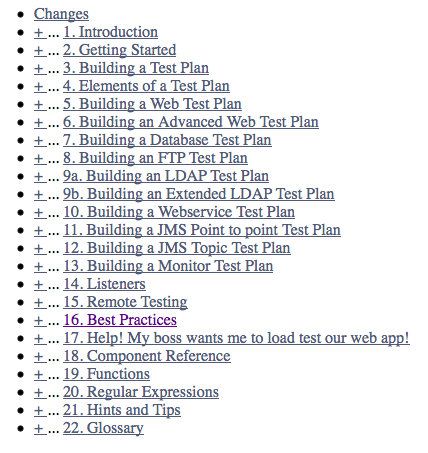 Changes
+ ... 1. Introduction
+ ... 2. Getting Started
+ ... 3. Building a Test Plan
+ ... 4. Elements of a Test Plan
+ ... 5. Building a Web Test Plan
+ ... 6. Building an Advanced Web Test Plan
+ ... 7. Building a Database Test Plan
+ ... 8. Building an FTP Test Plan
+ ... 9a. Building an LDAP Test Plan
+ ... 9b. Building an Extended LDAP Test Plan
+ ... 10. Building a Webservice Test Plan
+ ... 11. Building a JMS Point to point Test Plan
+ ... 12. Building a JMS Topic Test Plan
+ ... 13. Building a Monitor Test Plan
+ ... 14. Listeners
+ ... 15. Remote Testing
+ ... 16. Best Practices
+ ... 17. Help! My boss wants me to load test our web app!
+ ... 18. Component Reference
+ ... 19. Functions
+ ... 20. Regular Expressions
+ ... 21. Hints and Tips
+ ... 22. Glossary